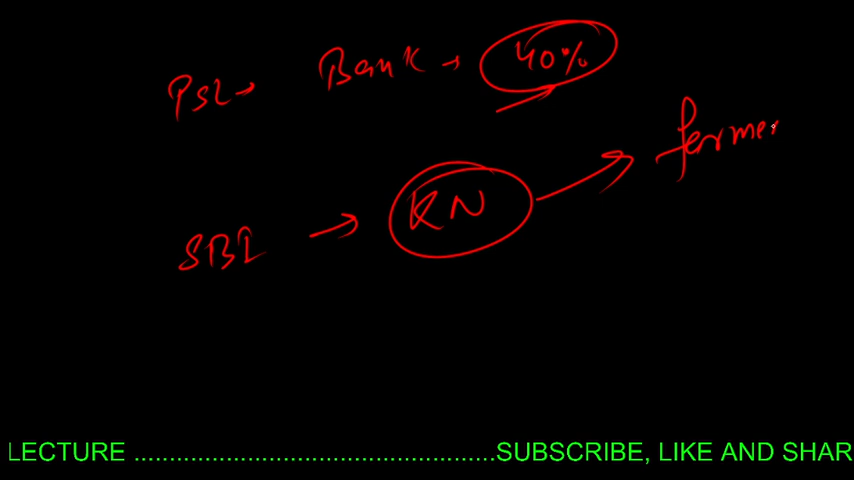 PSL → Bank → 40%
SBI → KN → farmer
LECTURE ....................................................SUBSCRIBE, LIKE AND SHAR